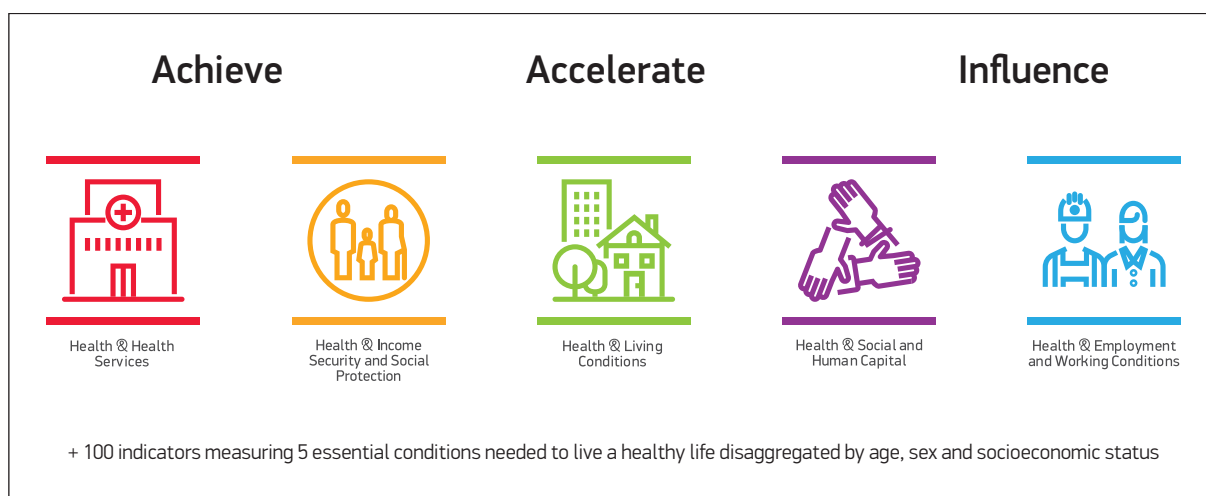 Achieve Accelerate Influence
Health & Health
Services
Health & Income
Security and Social
Protection
Health & Living
Conditions
Health & Social and
Human Capital
Health & Employment
and Working Conditions
+ 100 indicators measuring 5 essential conditions needed to live a healthy life disaggregated by age, sex and socioeconomic status